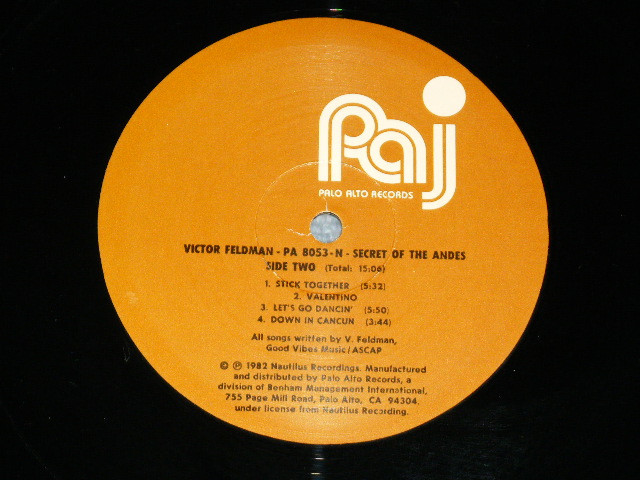 Paj
PALO ALTO RECORDS
VICTOR FELDMAN - PA 8053-N - SECRET OF THE ANDES
SIDE TWO (Total: 15:06)
1. STICK TOGETHER (5:32)
2. VALENTINO
3. LET'S GO DANCIN' (5:50)
4. DOWN IN CANCUN (3:44)
All songs written by V. Feldman,
Good Vibes Music/ASCAP
© ℗ 1982 Nautilus Recordings. Manufactured
and distributed by Palo Alto Records, a
division of Benham Management International,
755 Page Mill Road, Palo Alto, CA 94304,
under license from Nautilus Recording.